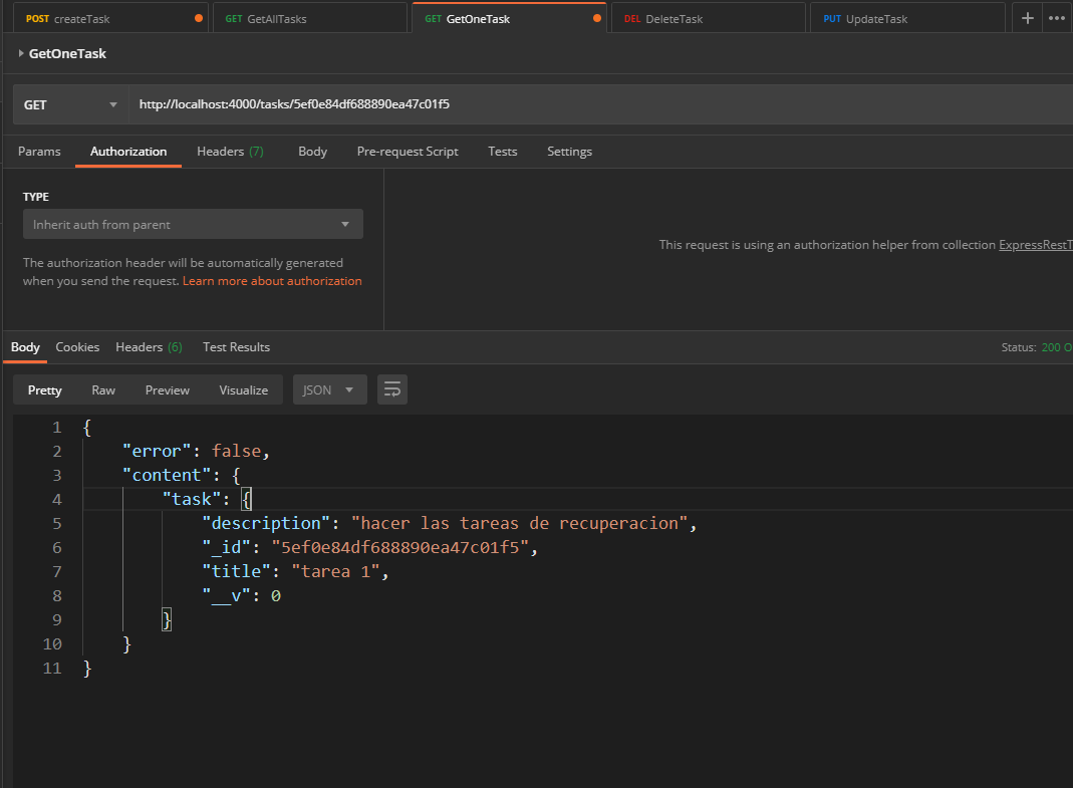 POST createTask GET GetAllTasks GET GetOneTask DEL DeleteTask PUT UpdateTask
GetOneTask
GET http://localhost:4000/tasks/5ef0e84df688890ea47c01f5
Params Authorization Headers (7) Body Pre-request Script Tests Settings
TYPE
Inherit auth from parent
The authorization header will be automatically generated
when you send the request. Learn more about authorization
This request is using an authorization helper from collection ExpressRestT
Body Cookies Headers (6) Test Results Status: 200 O
Pretty Raw Preview Visualize JSON
1 {
2 "error": false,
3 "content": {
4 "task": {
5 "description": "hacer las tareas de recuperacion",
6 "_id": "5ef0e84df688890ea47c01f5",
7 "title": "tarea 1",
8 "__v": 0
9 }
10 }
11 }